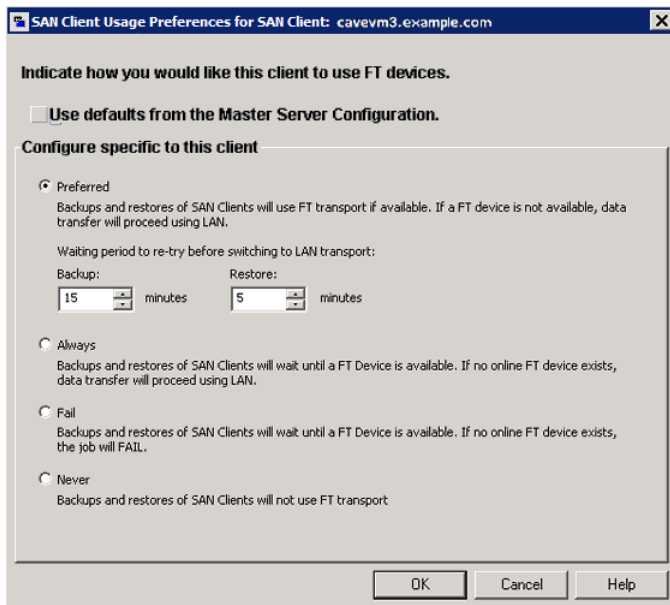 SAN Client Usage Preferences for SAN Client: cavevm3.example.com
Indicate how you would like this client to use FT devices.
Use defaults from the Master Server Configuration.
Configure specific to this client
Preferred
Backups and restores of SAN Clients will use FT transport if available. If a FT device is not available, data
transfer will proceed using LAN.
Waiting period to re-try before switching to LAN transport:
Backup: Restore:
15 minutes 5 minutes
Always
Backups and restores of SAN Clients will wait until a FT Device is available. If no online FT device exists,
data transfer will proceed using LAN.
Fail
Backups and restores of SAN Clients will wait until a FT Device is available. If no online FT device exists,
the job will FAIL.
Never
Backups and restores of SAN Clients will not use FT transport
OK Cancel Help